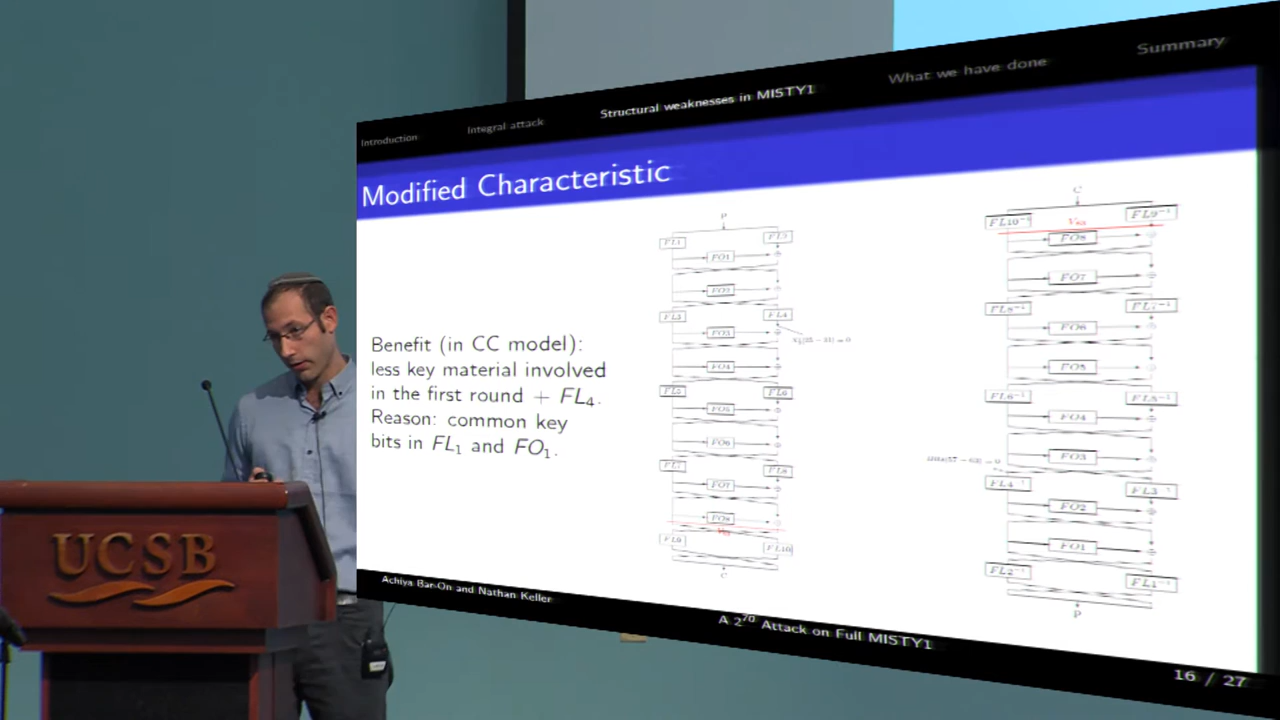 Introduction
Integral attack
Structural weaknesses in MISTY1
What we have done
Summary
Modified Characteristic
Benefit (in CC model):
less key material involved
in the first round + FL₄.
Reason: common key
bits in FL₁ and FO₁.
P
FL1
FO1
FO2
FL3
FL4
FO3
FO4
FO5
FO6
FL7
FL8
FO7
FO8
FL9
FL10
C
C
FL10⁻¹
FL9⁻¹
FO8
FO7
FL8⁻¹
FL7⁻¹
FO6
FO5
FL6⁻¹
FL5⁻¹
FO4
FO3
FL4⁻¹
FL3⁻¹
FO2
FO1
FL2⁻¹
FL1⁻¹
P
Achiya Bar-On and Nathan Keller
A 2⁷⁰ Attack on Full MISTY1
16 / 27
UCSB